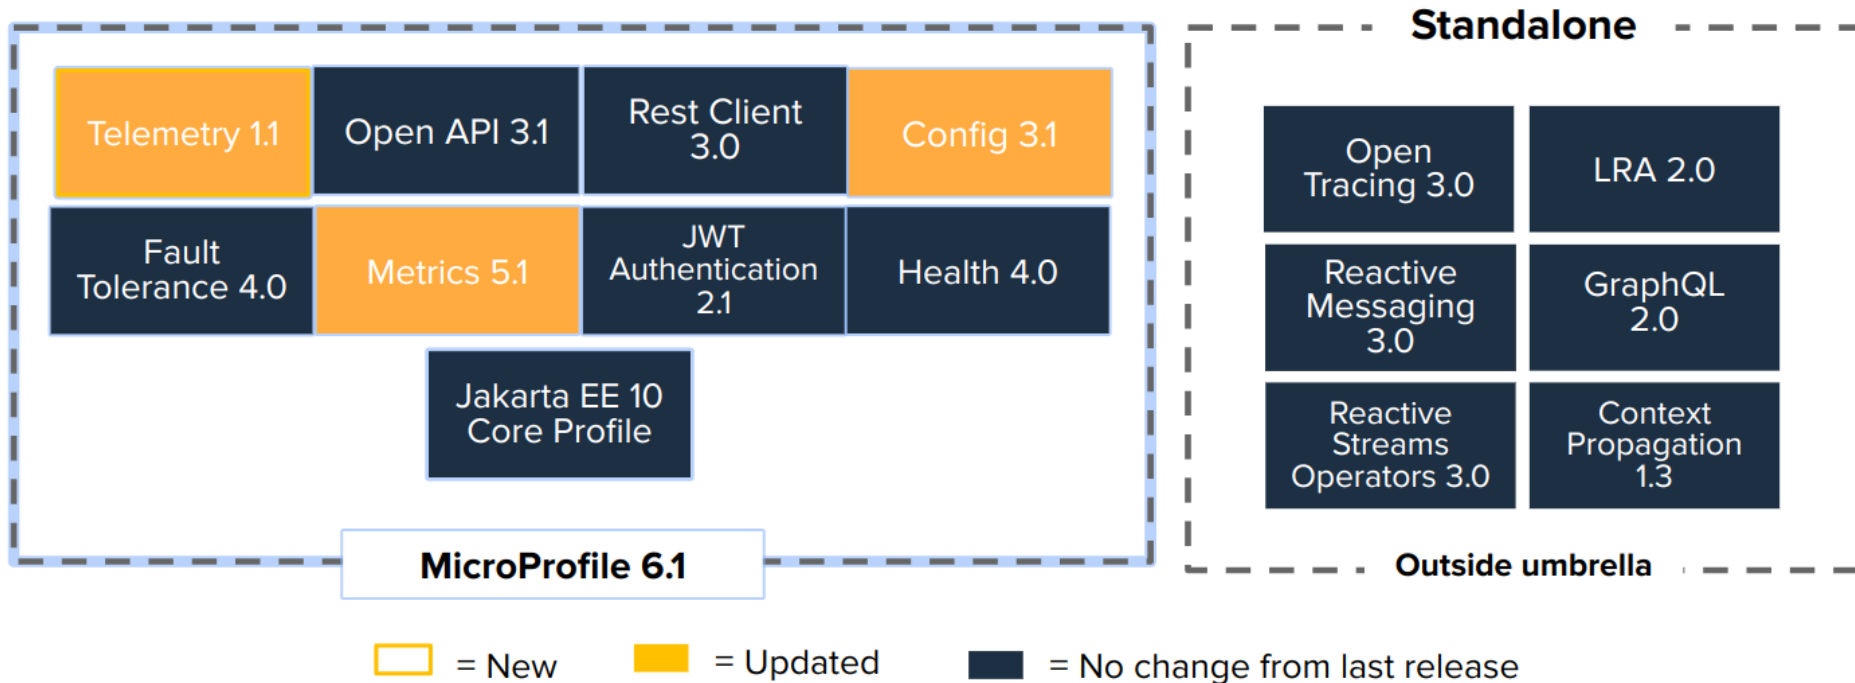 Standalone
Telemetry 1.1
Open API 3.1
Rest Client
3.0
Config 3.1
Fault
Tolerance 4.0
Metrics 5.1
JWT
Authentication
2.1
Health 4.0
Jakarta EE 10
Core Profile
MicroProfile 6.1
Open
Tracing 3.0
LRA 2.0
Reactive
Messaging
3.0
GraphQL
2.0
Reactive
Streams
Operators 3.0
Context
Propagation
1.3
Outside umbrella
= New
= Updated
= No change from last release